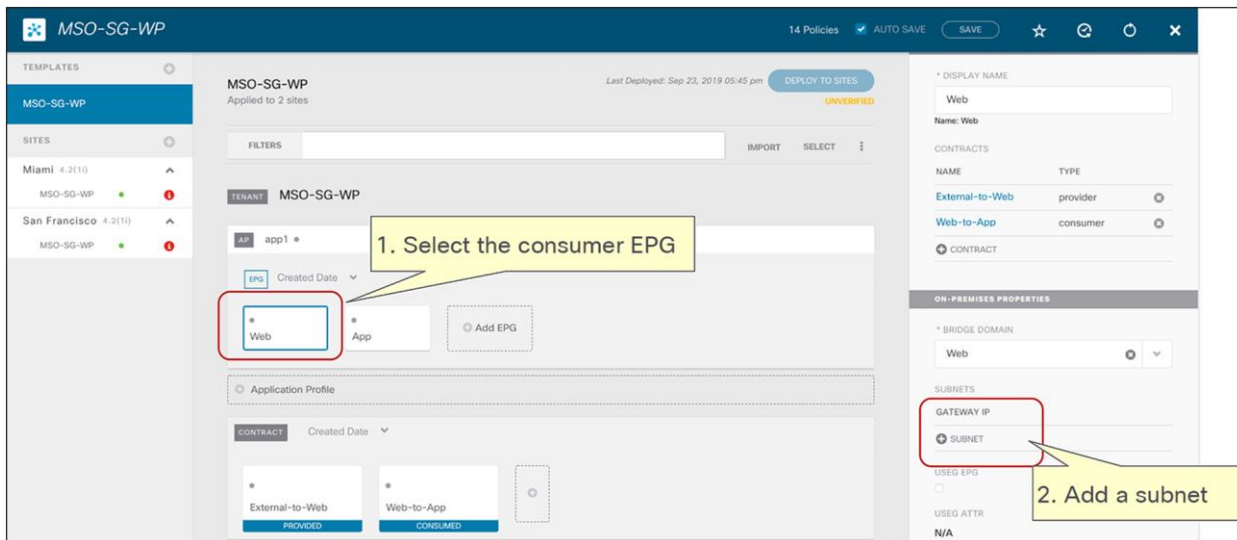 MSO-SG-WP
14 Policies AUTO SAVE SAVE
TEMPLATES
MSO-SG-WP
SITES
Miami 4.2(1i)
MSO-SG-WP
San Francisco 4.2(1i)
MSO-SG-WP
MSO-SG-WP
Applied to 2 sites
Last Deployed: Sep 23, 2019 05:45 pm DEPLOY TO SITES
UNVERIFIED
FILTERS IMPORT SELECT
TENANT MSO-SG-WP
AP app1
1. Select the consumer EPG
EPG Created Date
Web App Add EPG
Application Profile
CONTRACT Created Date
External-to-Web Web-to-App
PROVIDED CONSUMED
* DISPLAY NAME
Web
Name: Web
CONTRACTS
NAME TYPE
External-to-Web provider
Web-to-App consumer
CONTRACT
ON-PREMISES PROPERTIES
* BRIDGE DOMAIN
Web
SUBNETS
GATEWAY IP
SUBNET
USEG EPG
2. Add a subnet
USEG ATTR
N/A